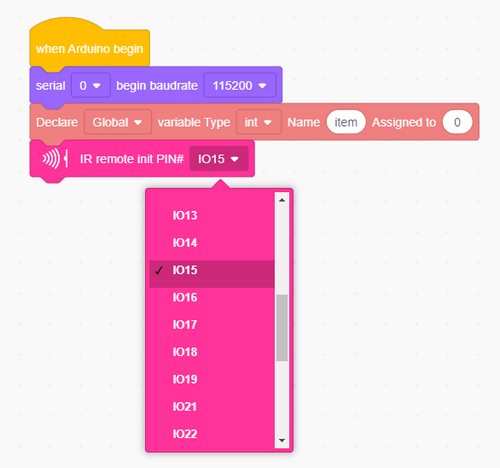 when Arduino begin
serial 0 begin baudrate 115200
Declare Global variable Type int Name item Assigned to 0
IR remote init PIN# IO15
IO13
IO14
IO15
IO16
IO17
IO18
IO19
IO21
IO22